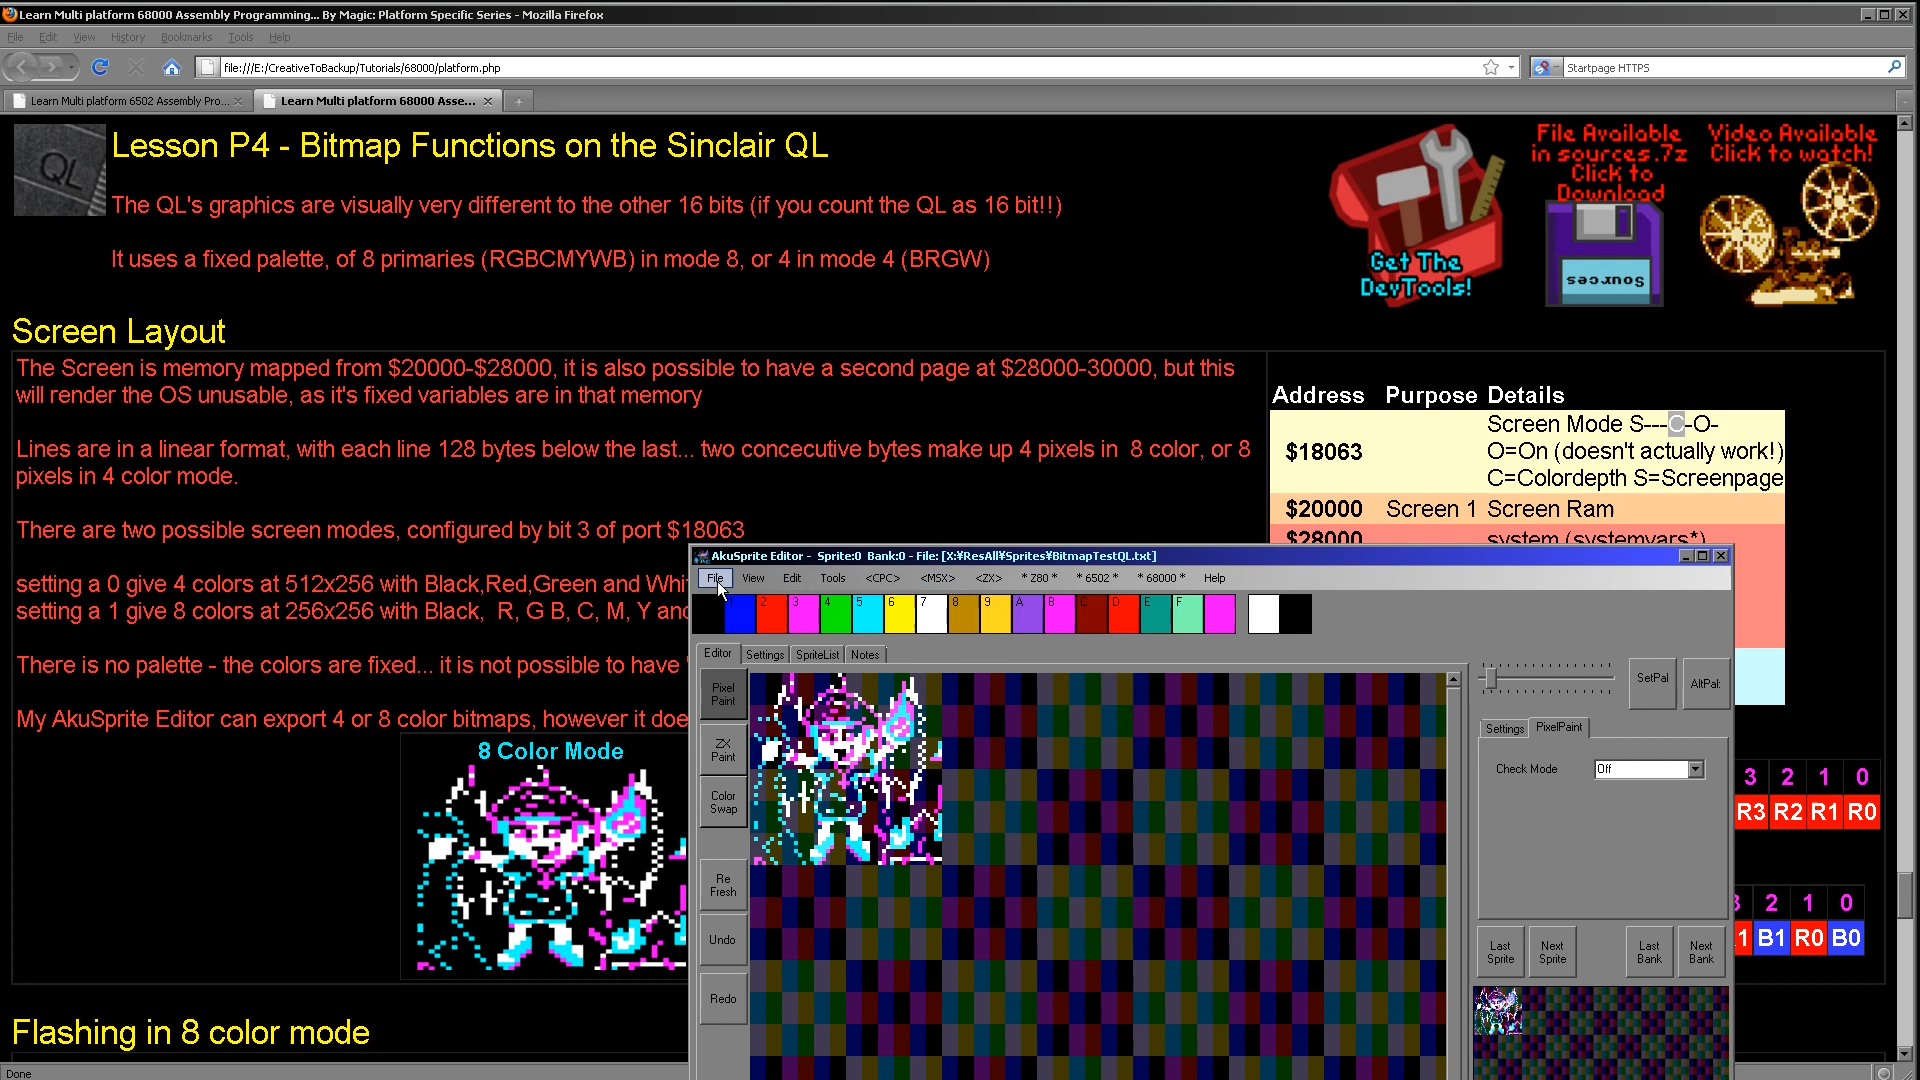 Learn Multi platform 68000 Assembly Programming... By Magic: Platform Specific Series - Mozilla Firefox
File Edit View History Bookmarks Tools Help
file:///E:/CreativeToBackup/Tutorials/68000/platform.php
Startpage HTTPS
Learn Multi platform 6502 Assembly Pro...
Learn Multi platform 68000 Asse...
QL
Lesson P4 - Bitmap Functions on the Sinclair QL
The QL's graphics are visually very different to the other 16 bits (if you count the QL as 16 bit!!)
It uses a fixed palette, of 8 primaries (RGBCMYWB) in mode 8, or 4 in mode 4 (BRGW)
Get The
DevTools!
File Available
in sources.7z
Click to
Download
Sources
Video Available
Click to watch!
Screen Layout
The Screen is memory mapped from $20000-$28000, it is also possible to have a second page at $28000-30000, but this
will render the OS unusable, as it's fixed variables are in that memory
Lines are in a linear format, with each line 128 bytes below the last... two concecutive bytes make up 4 pixels in 8 color, or 8
pixels in 4 color mode.
There are two possible screen modes, configured by bit 3 of port $18063
setting a 0 give 4 colors at 512x256 with Black,Red,Green and Whi
setting a 1 give 8 colors at 256x256 with Black, R, G B, C, M, Y and
There is no palette - the colors are fixed... it is not possible to have
My AkuSprite Editor can export 4 or 8 color bitmaps, however it doe
8 Color Mode
Flashing in 8 color mode
Address Purpose Details
$18063 Screen Mode S---C-O-
O=On (doesn't actually work!)
C=Colordepth S=Screenpage
$20000 Screen 1 Screen Ram
$28000 system (systemvars*)
3 2 1 0
R3 R2 R1 R0
3 2 1 0
1 B1 R0 B0
AkuSprite Editor - Sprite:0 Bank:0 - File: [X:¥ResAll¥Sprites¥BitmapTestQL.txt]
File View Edit Tools <CPC> <MSX> <ZX> * Z80 * * 6502 * * 68000 * Help
1 2 3 4 5 6 7 8 9 A B C D E F
Editor Settings SpriteList Notes
Pixel
Paint
ZX
Paint
Color
Swap
Re
Fresh
Undo
Redo
SetPal
AltPal:
Settings PixelPaint
Check Mode Off
Last
Sprite
Next
Sprite
Last
Bank
Next
Bank
Done